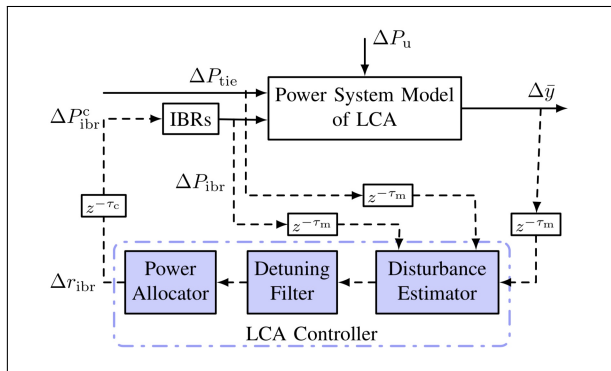 ΔP_u
ΔP_tie
Δȳ
Power System Model
of LCA
ΔP^c_ibr
IBRs
ΔP_ibr
z^{-τ_c}
z^{-τ_m}
z^{-τ_m}
z^{-τ_m}
Δr_ibr
Power
Allocator
Detuning
Filter
Disturbance
Estimator
LCA Controller